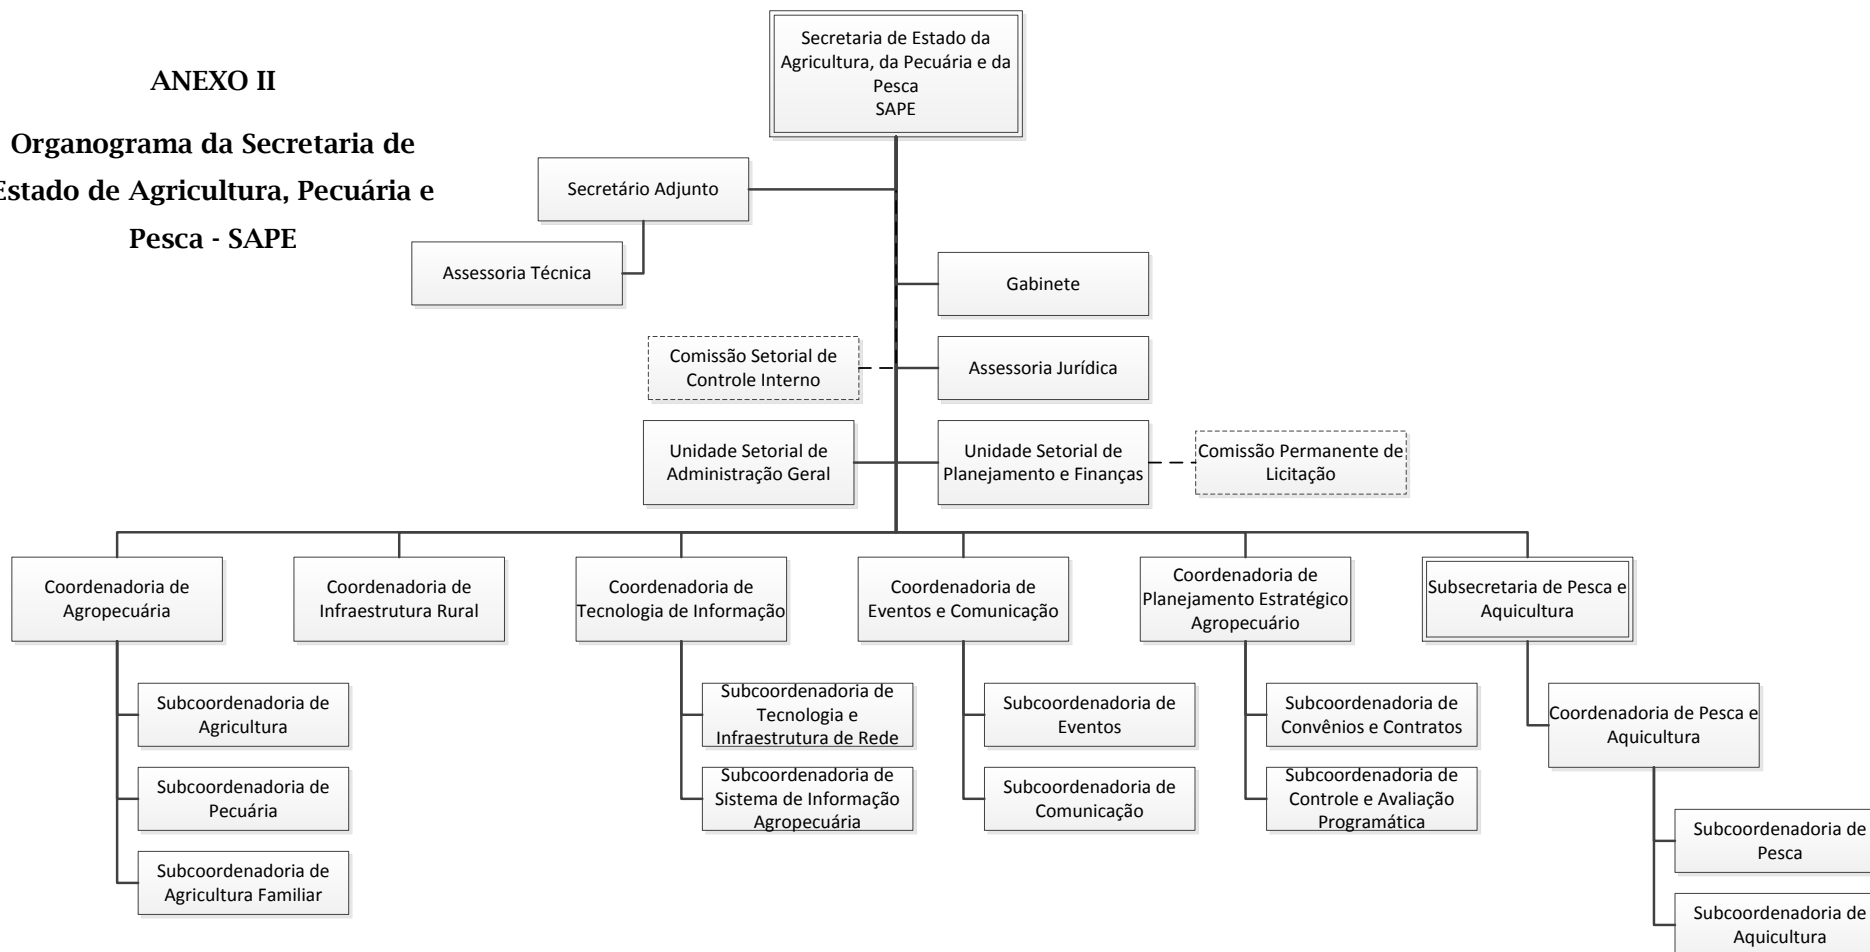 ANEXO II
Organograma da Secretaria de
Estado de Agricultura, Pecuária e
Pesca - SAPE
Secretaria de Estado da
Agricultura, da Pecuária e da
Pesca
SAPE
Secretário Adjunto
Assessoria Técnica
Gabinete
Comissão Setorial de
Controle Interno
Assessoria Jurídica
Unidade Setorial de
Administração Geral
Unidade Setorial de
Planejamento e Finanças
Comissão Permanente de
Licitação
Coordenadoria de
Agropecuária
Coordenadoria de
Infraestrutura Rural
Coordenadoria de
Tecnologia de Informação
Coordenadoria de
Eventos e Comunicação
Coordenadoria de
Planejamento Estratégico
Agropecuário
Subsecretaria de Pesca e
Aquicultura
Subcoordenadoria de
Agricultura
Subcoordenadoria de
Pecuária
Subcoordenadoria de
Agricultura Familiar
Subcoordenadoria de
Tecnologia e
Infraestrutura de Rede
Subcoordenadoria de
Sistema de Informação
Agropecuária
Subcoordenadoria de
Eventos
Subcoordenadoria de
Comunicação
Subcoordenadoria de
Convênios e Contratos
Subcoordenadoria de
Controle e Avaliação
Programática
Coordenadoria de Pesca e
Aquicultura
Subcoordenadoria de
Pesca
Subcoordenadoria de
Aquicultura